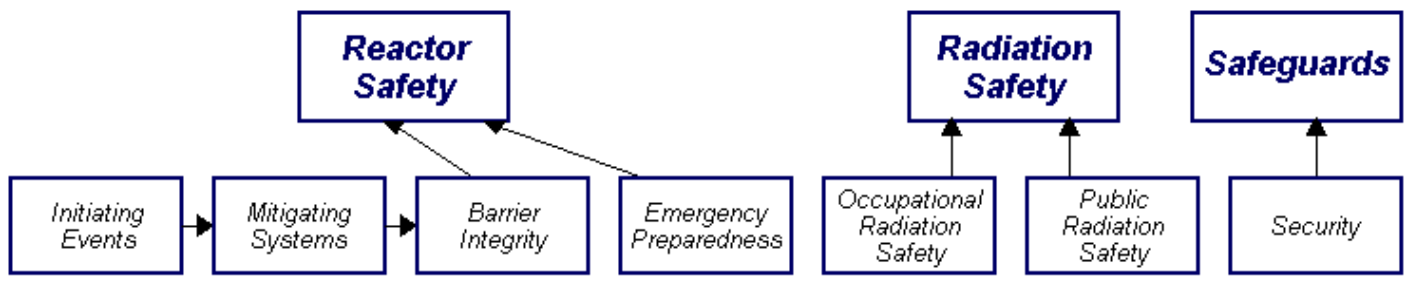 Reactor
Safety
Radiation
Safety
Safeguards
Initiating
Events
Mitigating
Systems
Barrier
Integrity
Emergency
Preparedness
Occupational
Radiation
Safety
Public
Radiation
Safety
Security